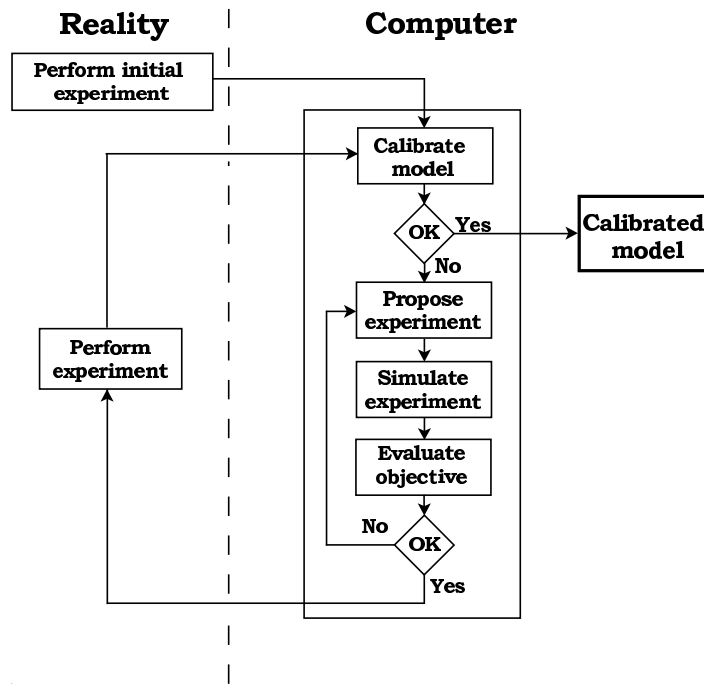 Reality
Computer
Perform initial
experiment
Calibrate
model
OK
Yes
Calibrated
model
No
Propose
experiment
Perform
experiment
Simulate
experiment
Evaluate
objective
No
OK
Yes